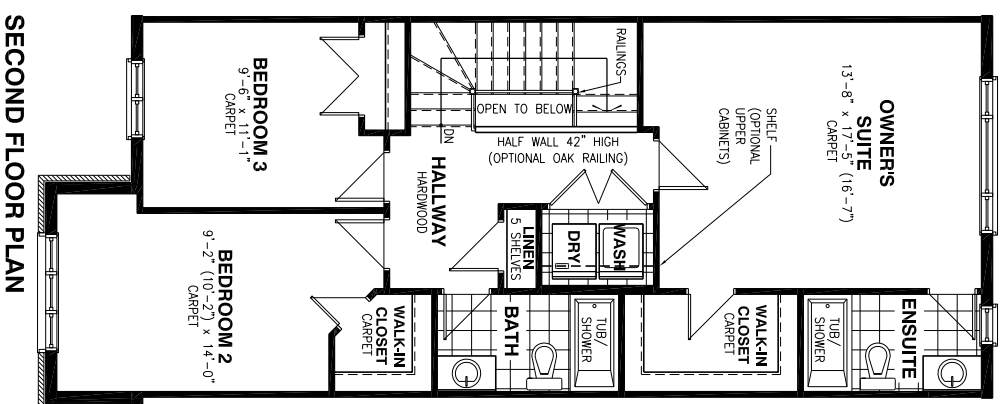 SECOND FLOOR PLAN
BEDROOM 3
9'-6" x 11'-1"
CARPET
BEDROOM 2
9'-2" (10'-2") x 14'-0"
CARPET
RAILINGS
OPEN TO BELOW
DN
HALF WALL 42" HIGH
(OPTIONAL OAK RAILING)
HALLWAY
HARDWOOD
LINEN
5 SHELVES
DRY
WASH
SHELF
(OPTIONAL
UPPER
CABINETS)
OWNER'S
SUITE
13'-8" x 17'-5" (16'-7")
CARPET
WALK-IN
CLOSET
CARPET
BATH
TUB/
SHOWER
WALK-IN
CLOSET
CARPET
TUB/
SHOWER
ENSUITE